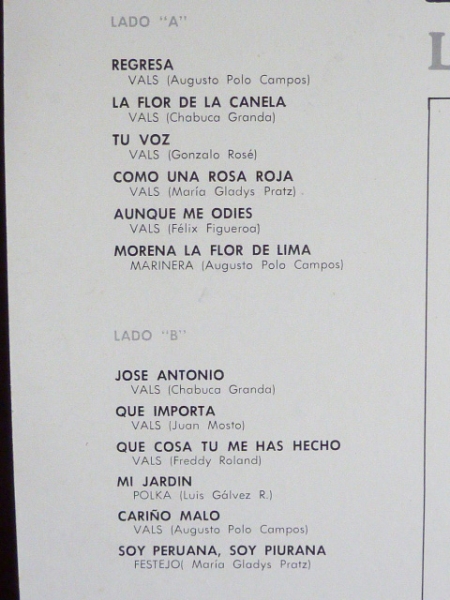 LADO "A"
REGRESA
VALS (Augusto Polo Campos)
LA FLOR DE LA CANELA
VALS (Chabuca Granda)
TU VOZ
VALS (Gonzalo Rosé)
COMO UNA ROSA ROJA
VALS (María Gladys Pratz)
AUNQUE ME ODIES
VALS (Félix Figueroa)
MORENA LA FLOR DE LIMA
MARINERA (Augusto Polo Campos)
LADO "B"
JOSE ANTONIO
VALS (Chabuca Granda)
QUE IMPORTA
VALS (Juan Mosto)
QUE COSA TU ME HAS HECHO
VALS (Freddy Roland)
MI JARDIN
POLKA (Luis Gálvez R.)
CARIÑO MALO
VALS (Augusto Polo Campos)
SOY PERUANA, SOY PIURANA
FESTEJO( María Gladys Pratz)